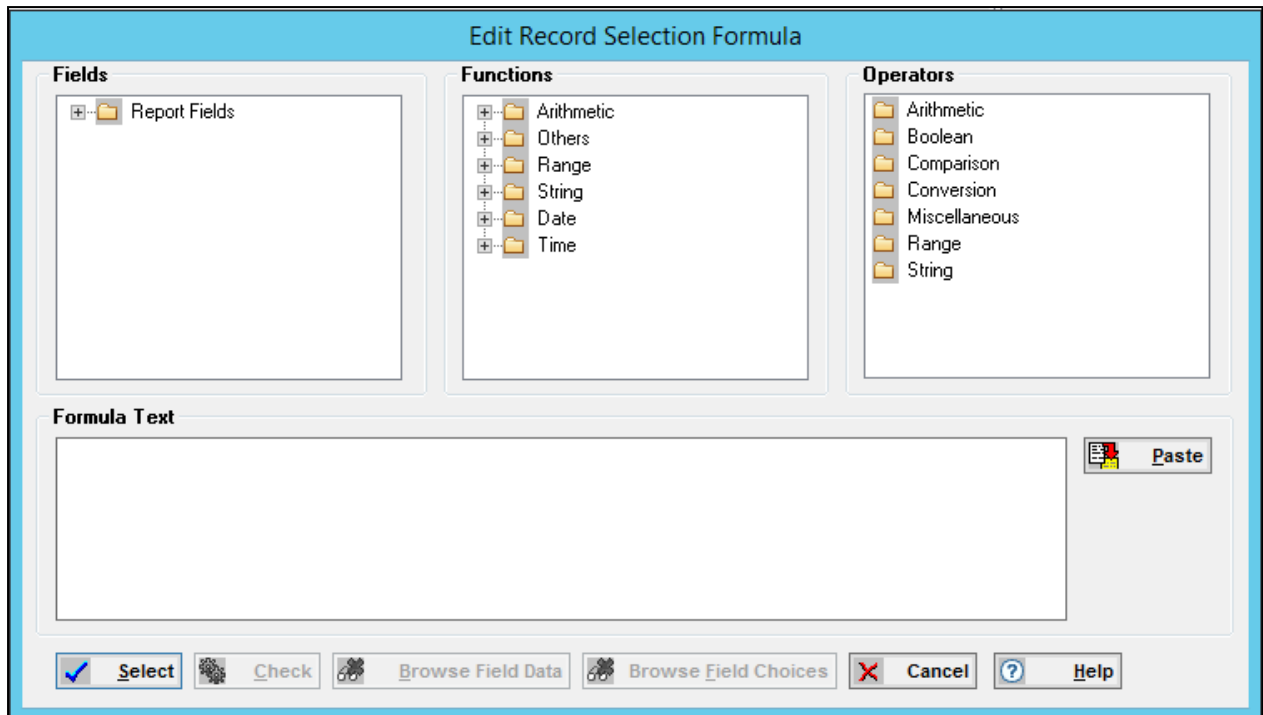 Edit Record Selection Formula
Fields
Report Fields
Functions
Arithmetic
Others
Range
String
Date
Time
Operators
Arithmetic
Boolean
Comparison
Conversion
Miscellaneous
Range
String
Formula Text
Paste
Select
Check
Browse Field Data
Browse Field Choices
Cancel
Help